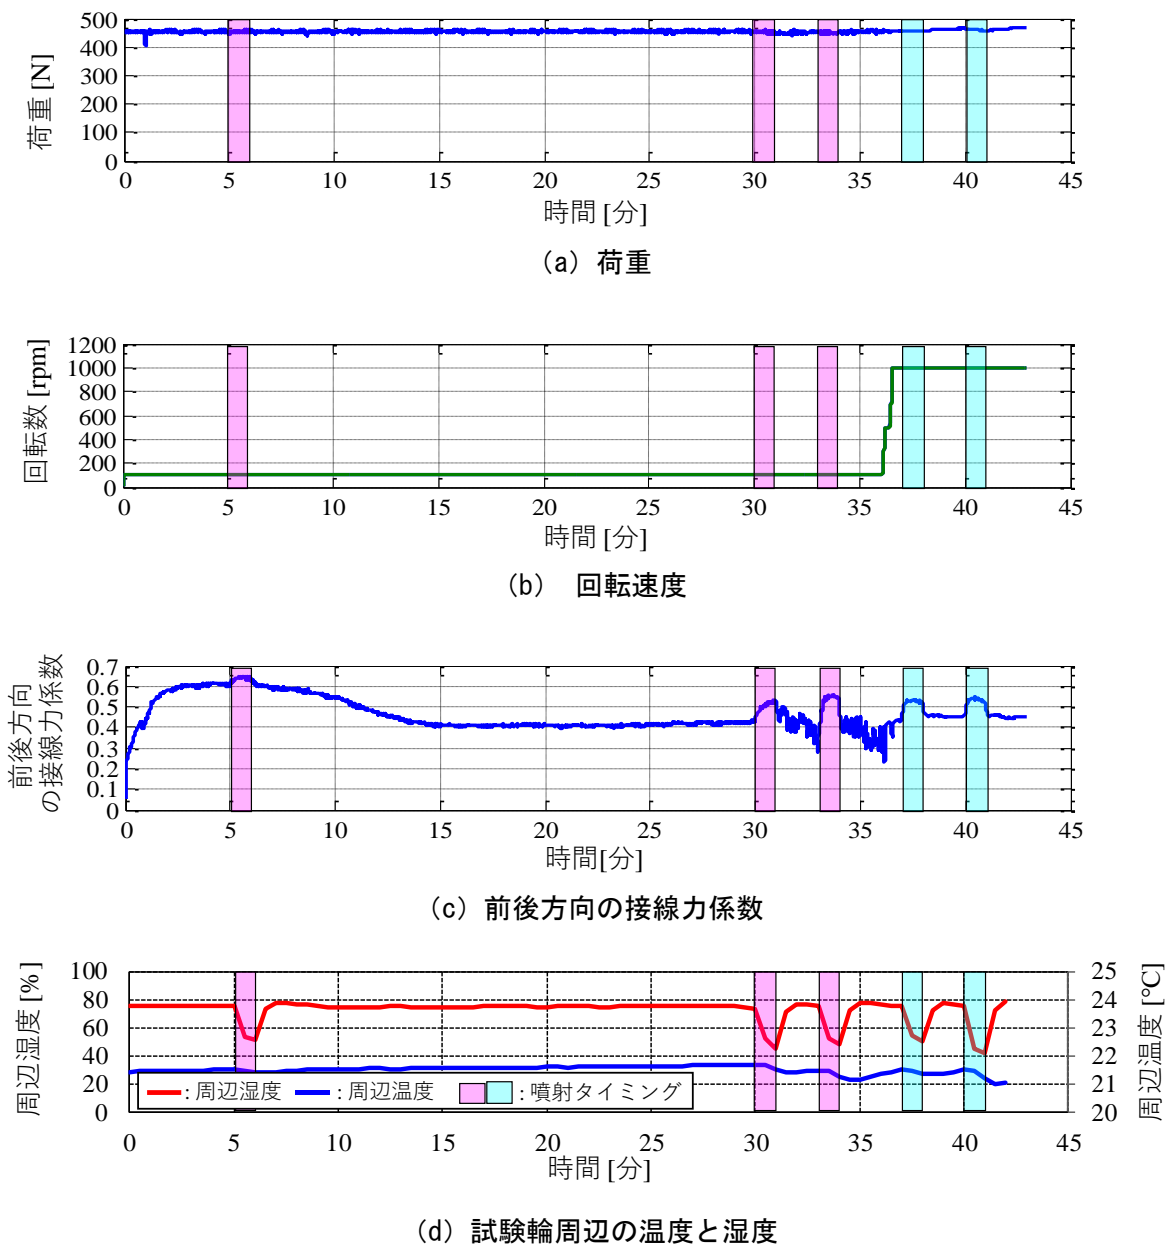 500
400
300
200
100
0
荷重 [N]
0 5 10 15 20 25 30 35 40 45
時間 [分]
(a) 荷重
1200
1000
800
600
400
200
0
回転数 [rpm]
0 5 10 15 20 25 30 35 40 45
時間 [分]
(b) 回転速度
0.7
0.6
0.5
0.4
0.3
0.2
0.1
0
前後方向
の接線力係数
0 5 10 15 20 25 30 35 40 45
時間[分]
(c) 前後方向の接線力係数
100
80
60
40
20
0
周辺湿度 [%]
25
24
23
22
21
20
周辺温度 [℃]
: 周辺湿度 : 周辺温度 : 噴射タイミング
0 5 10 15 20 25 30 35 40 45
時間 [分]
(d) 試験輪周辺の温度と湿度